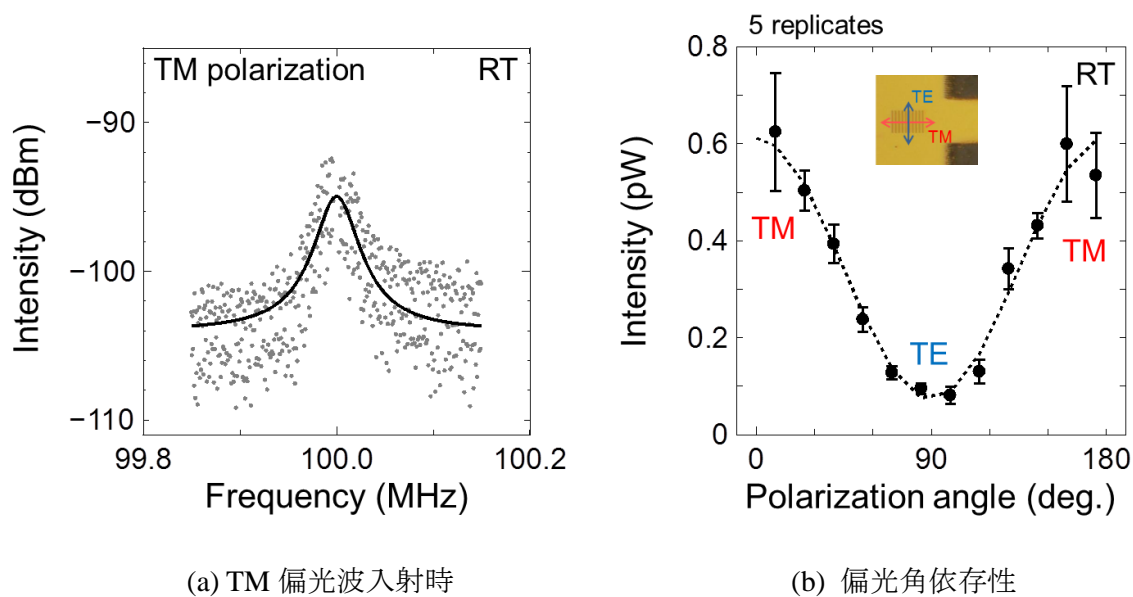 TM polarization
RT
Intensity (dBm)
−90
−100
−110
99.8
100.0
100.2
Frequency (MHz)
(a) TM 偏光波入射時
5 replicates
RT
TE
TM
TM
TE
TM
Intensity (pW)
0.8
0.6
0.4
0.2
0
0
90
180
Polarization angle (deg.)
(b) 偏光角依存性